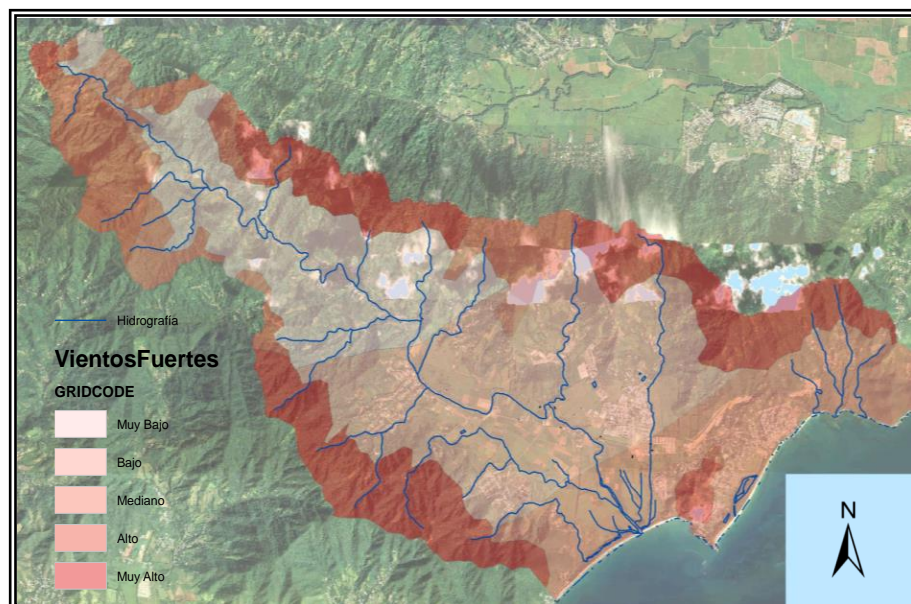 Hidrografía
VientosFuertes
GRIDCODE
Muy Bajo
Bajo
Mediano
Alto
Muy Alto
N